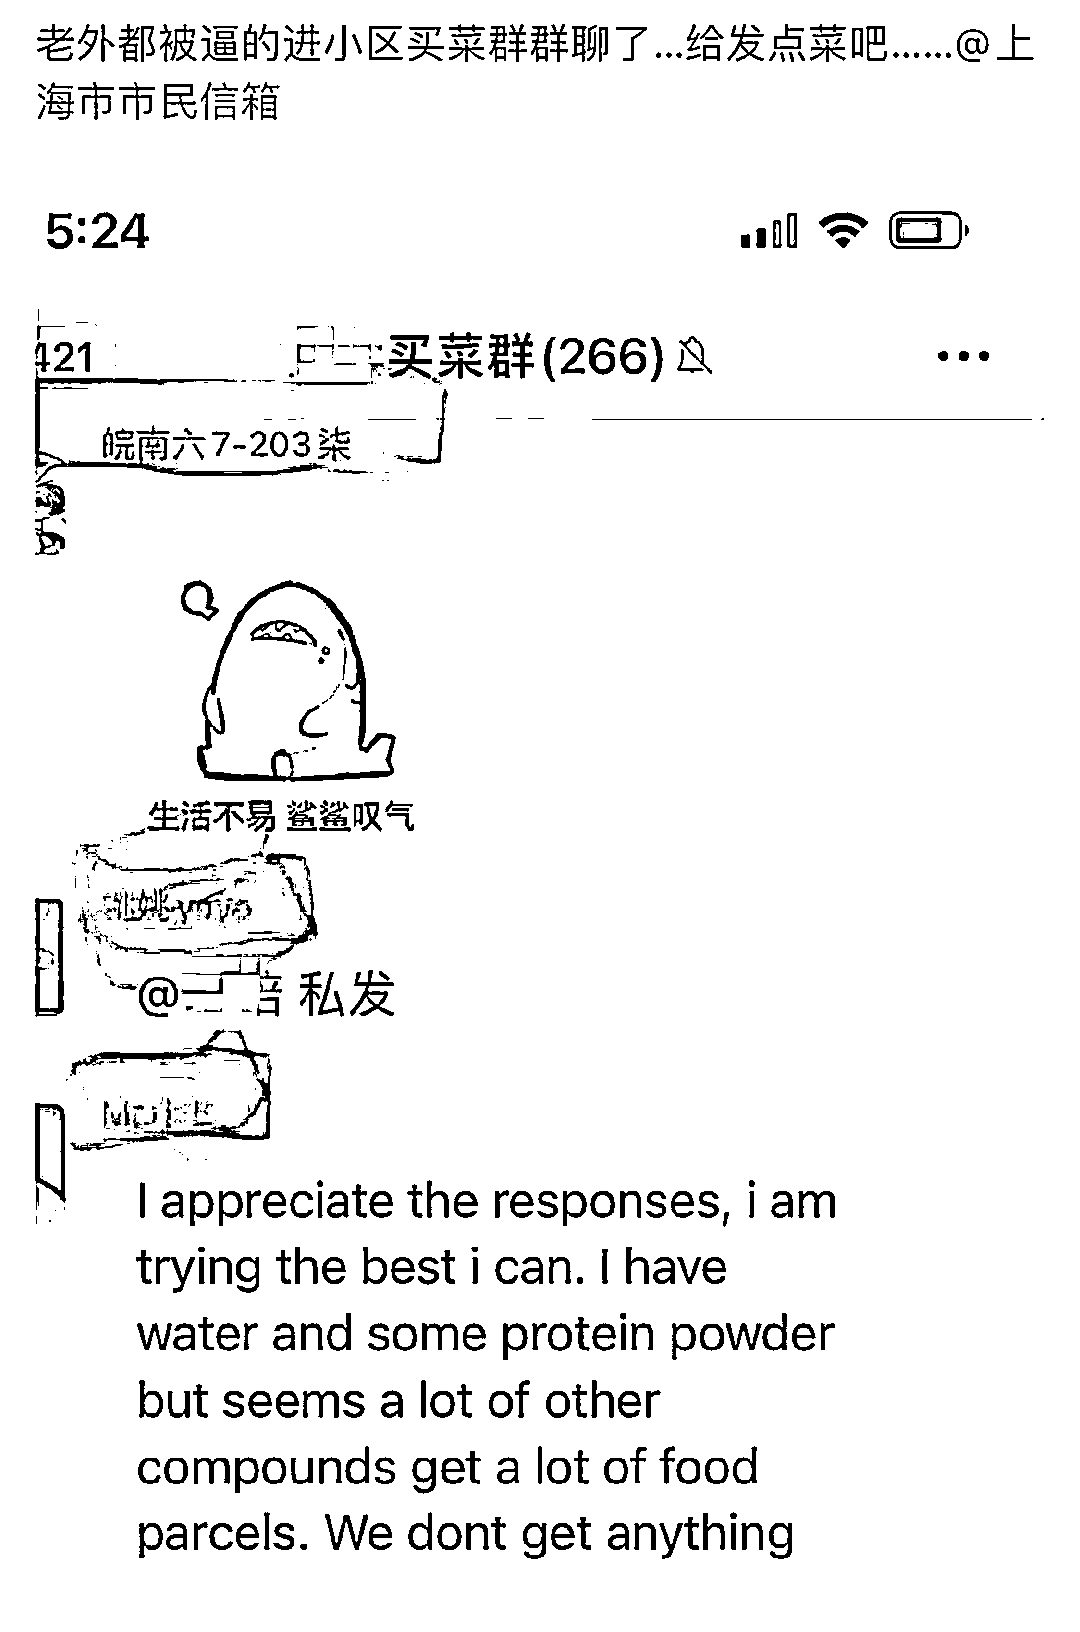 老外都被逼的进小区买菜群群聊了...给发点菜吧......@上
海市市民信箱
5:24
421 买菜群(266)
皖南六7-203柒
生活不易 鲨鲨叹气
@ 私发
I appreciate the responses, i am
trying the best i can. I have
water and some protein powder
but seems a lot of other
compounds get a lot of food
parcels. We dont get anything